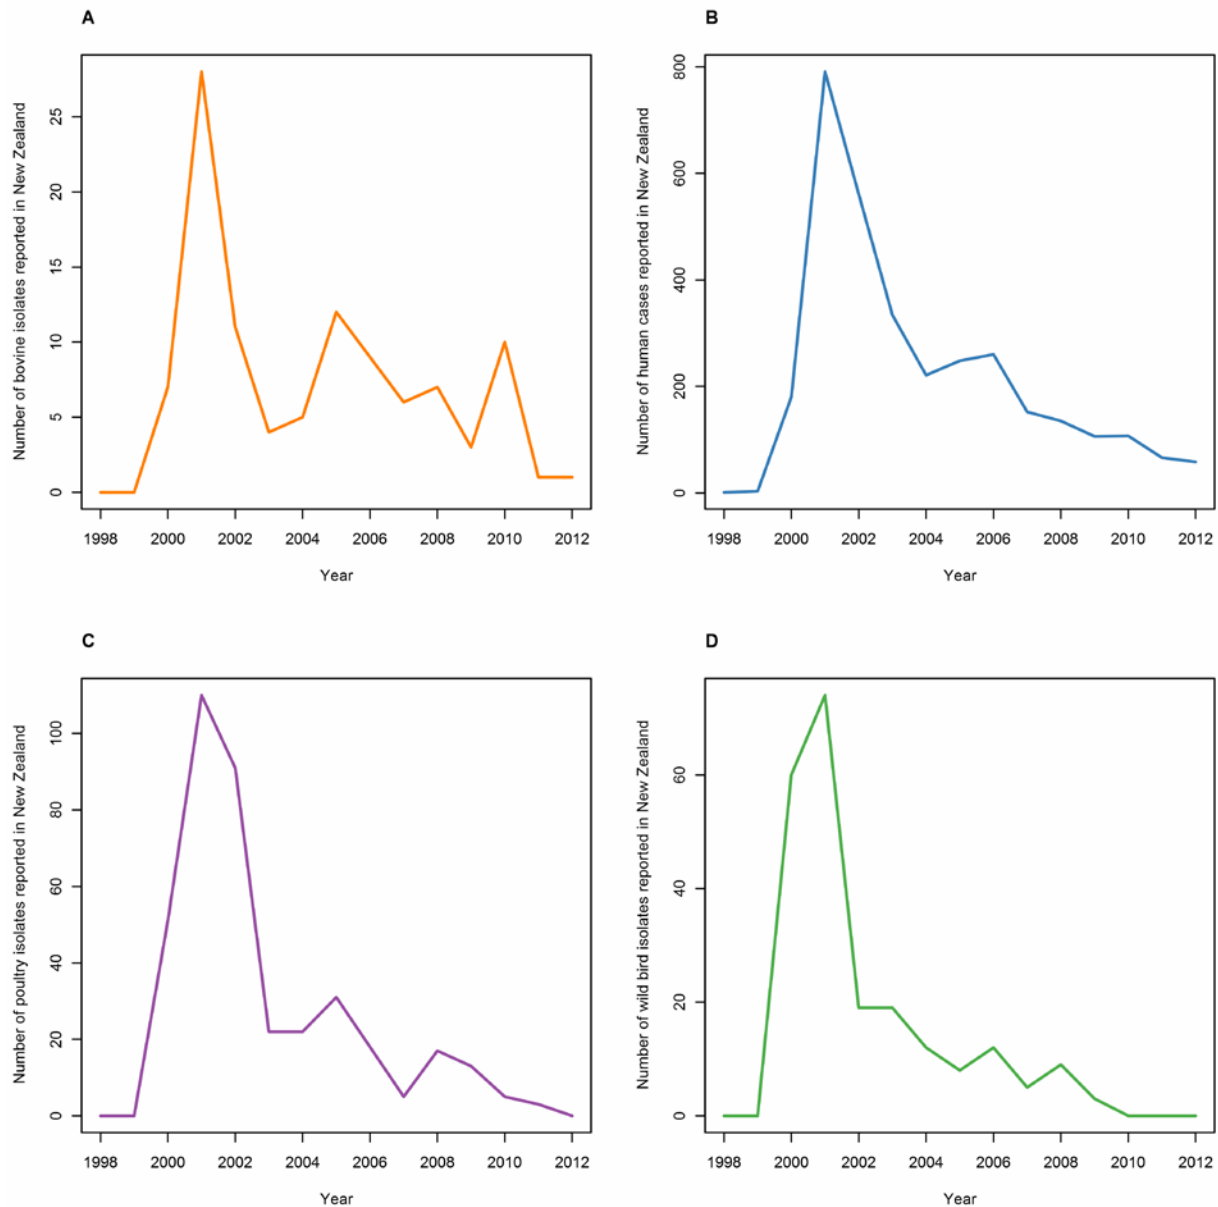 A
Number of bovine isolates reported in New Zealand
0
5
10
15
20
25
1998 2000 2002 2004 2006 2008 2010 2012
Year
B
Number of human cases reported in New Zealand
0
200
400
600
800
1998 2000 2002 2004 2006 2008 2010 2012
Year
C
Number of poultry isolates reported in New Zealand
0
20
40
60
80
100
1998 2000 2002 2004 2006 2008 2010 2012
Year
D
Number of wild bird isolates reported in New Zealand
0
20
40
60
1998 2000 2002 2004 2006 2008 2010 2012
Year